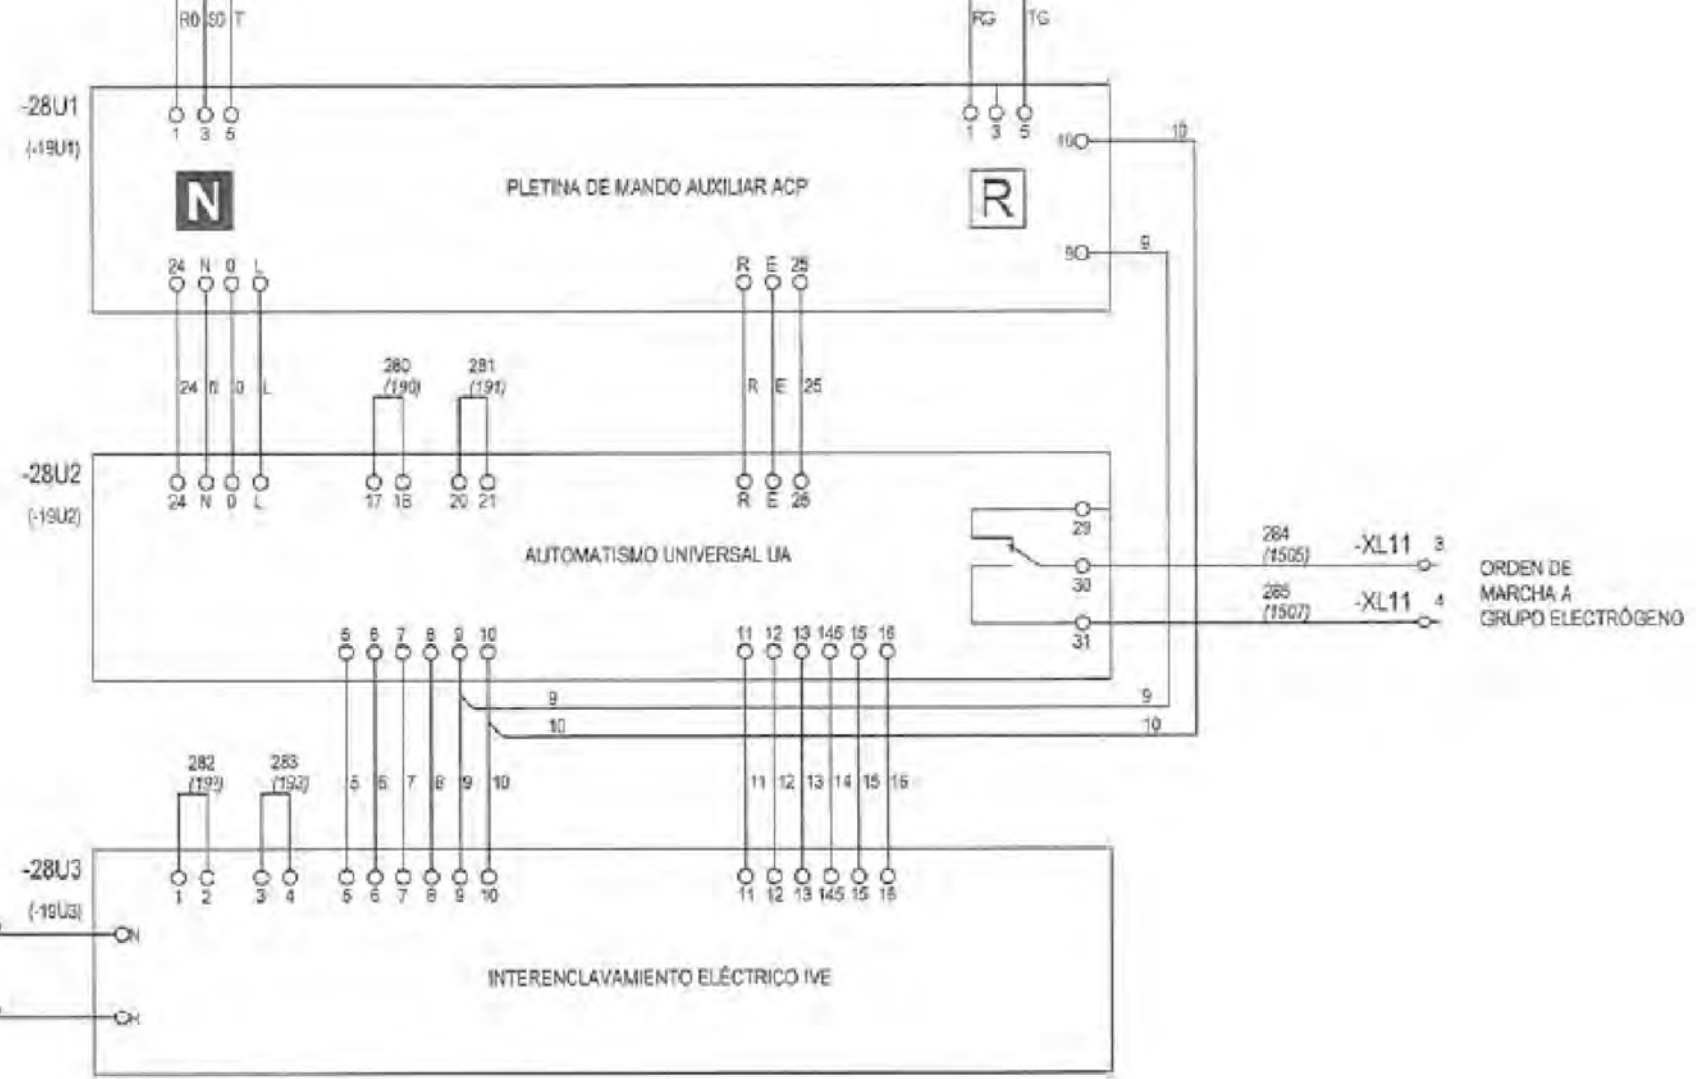 R0 S0 T RG TG
-28U1
(-19U1)
1 3 5 1 3 5
10 10
N PLETINA DE MANDO AUXILIAR ACP R
9 9
24 N 0 L R E 25
280 281
(190) (191)
24 N 0 L R E 25
-28U2
(-19U2)
24 N 0 L 17 18 20 21 R E 25
29
AUTOMATISMO UNIVERSAL UA
284 -XL11 3
(1505)
30
285 -XL11 4
(1507)
31
ORDEN DE
MARCHA A
GRUPO ELECTRÓGENO
5 6 7 8 9 10 11 12 13 145 15 16
9 9
10 10
282 283
(193)
5 6 7 8 9 10 11 12 13 14 15 16
-28U3
(-19U3)
1 2 3 4 5 6 7 8 9 10 11 12 13 145 15 16
N
INTERENCLAVAMIENTO ELÉCTRICO IVE